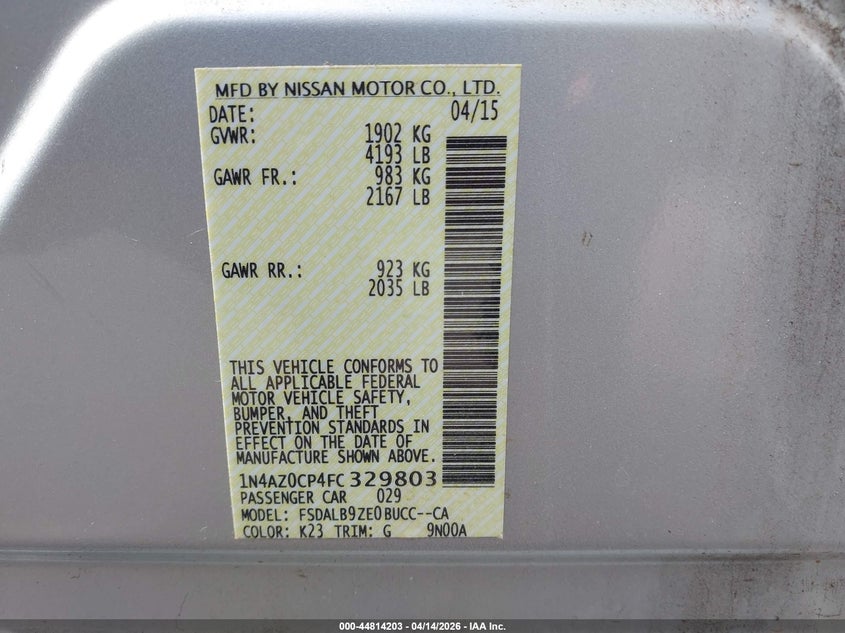 MFD BY NISSAN MOTOR CO., LTD.
DATE: 04/15
GVWR: 1902 KG
4193 LB
GAWR FR.: 983 KG
2167 LB
GAWR RR.: 923 KG
2035 LB
THIS VEHICLE CONFORMS TO
ALL APPLICABLE FEDERAL
MOTOR VEHICLE SAFETY,
BUMPER, AND THEFT
PREVENTION STANDARDS IN
EFFECT ON THE DATE OF
MANUFACTURE SHOWN ABOVE.
1N4AZ0CP4FC329803
PASSENGER CAR 029
MODEL: FSDALB9ZE0BUCC--CA
COLOR: K23 TRIM: G 9N00A
000-44814203 - 04/14/2026 - IAA Inc.